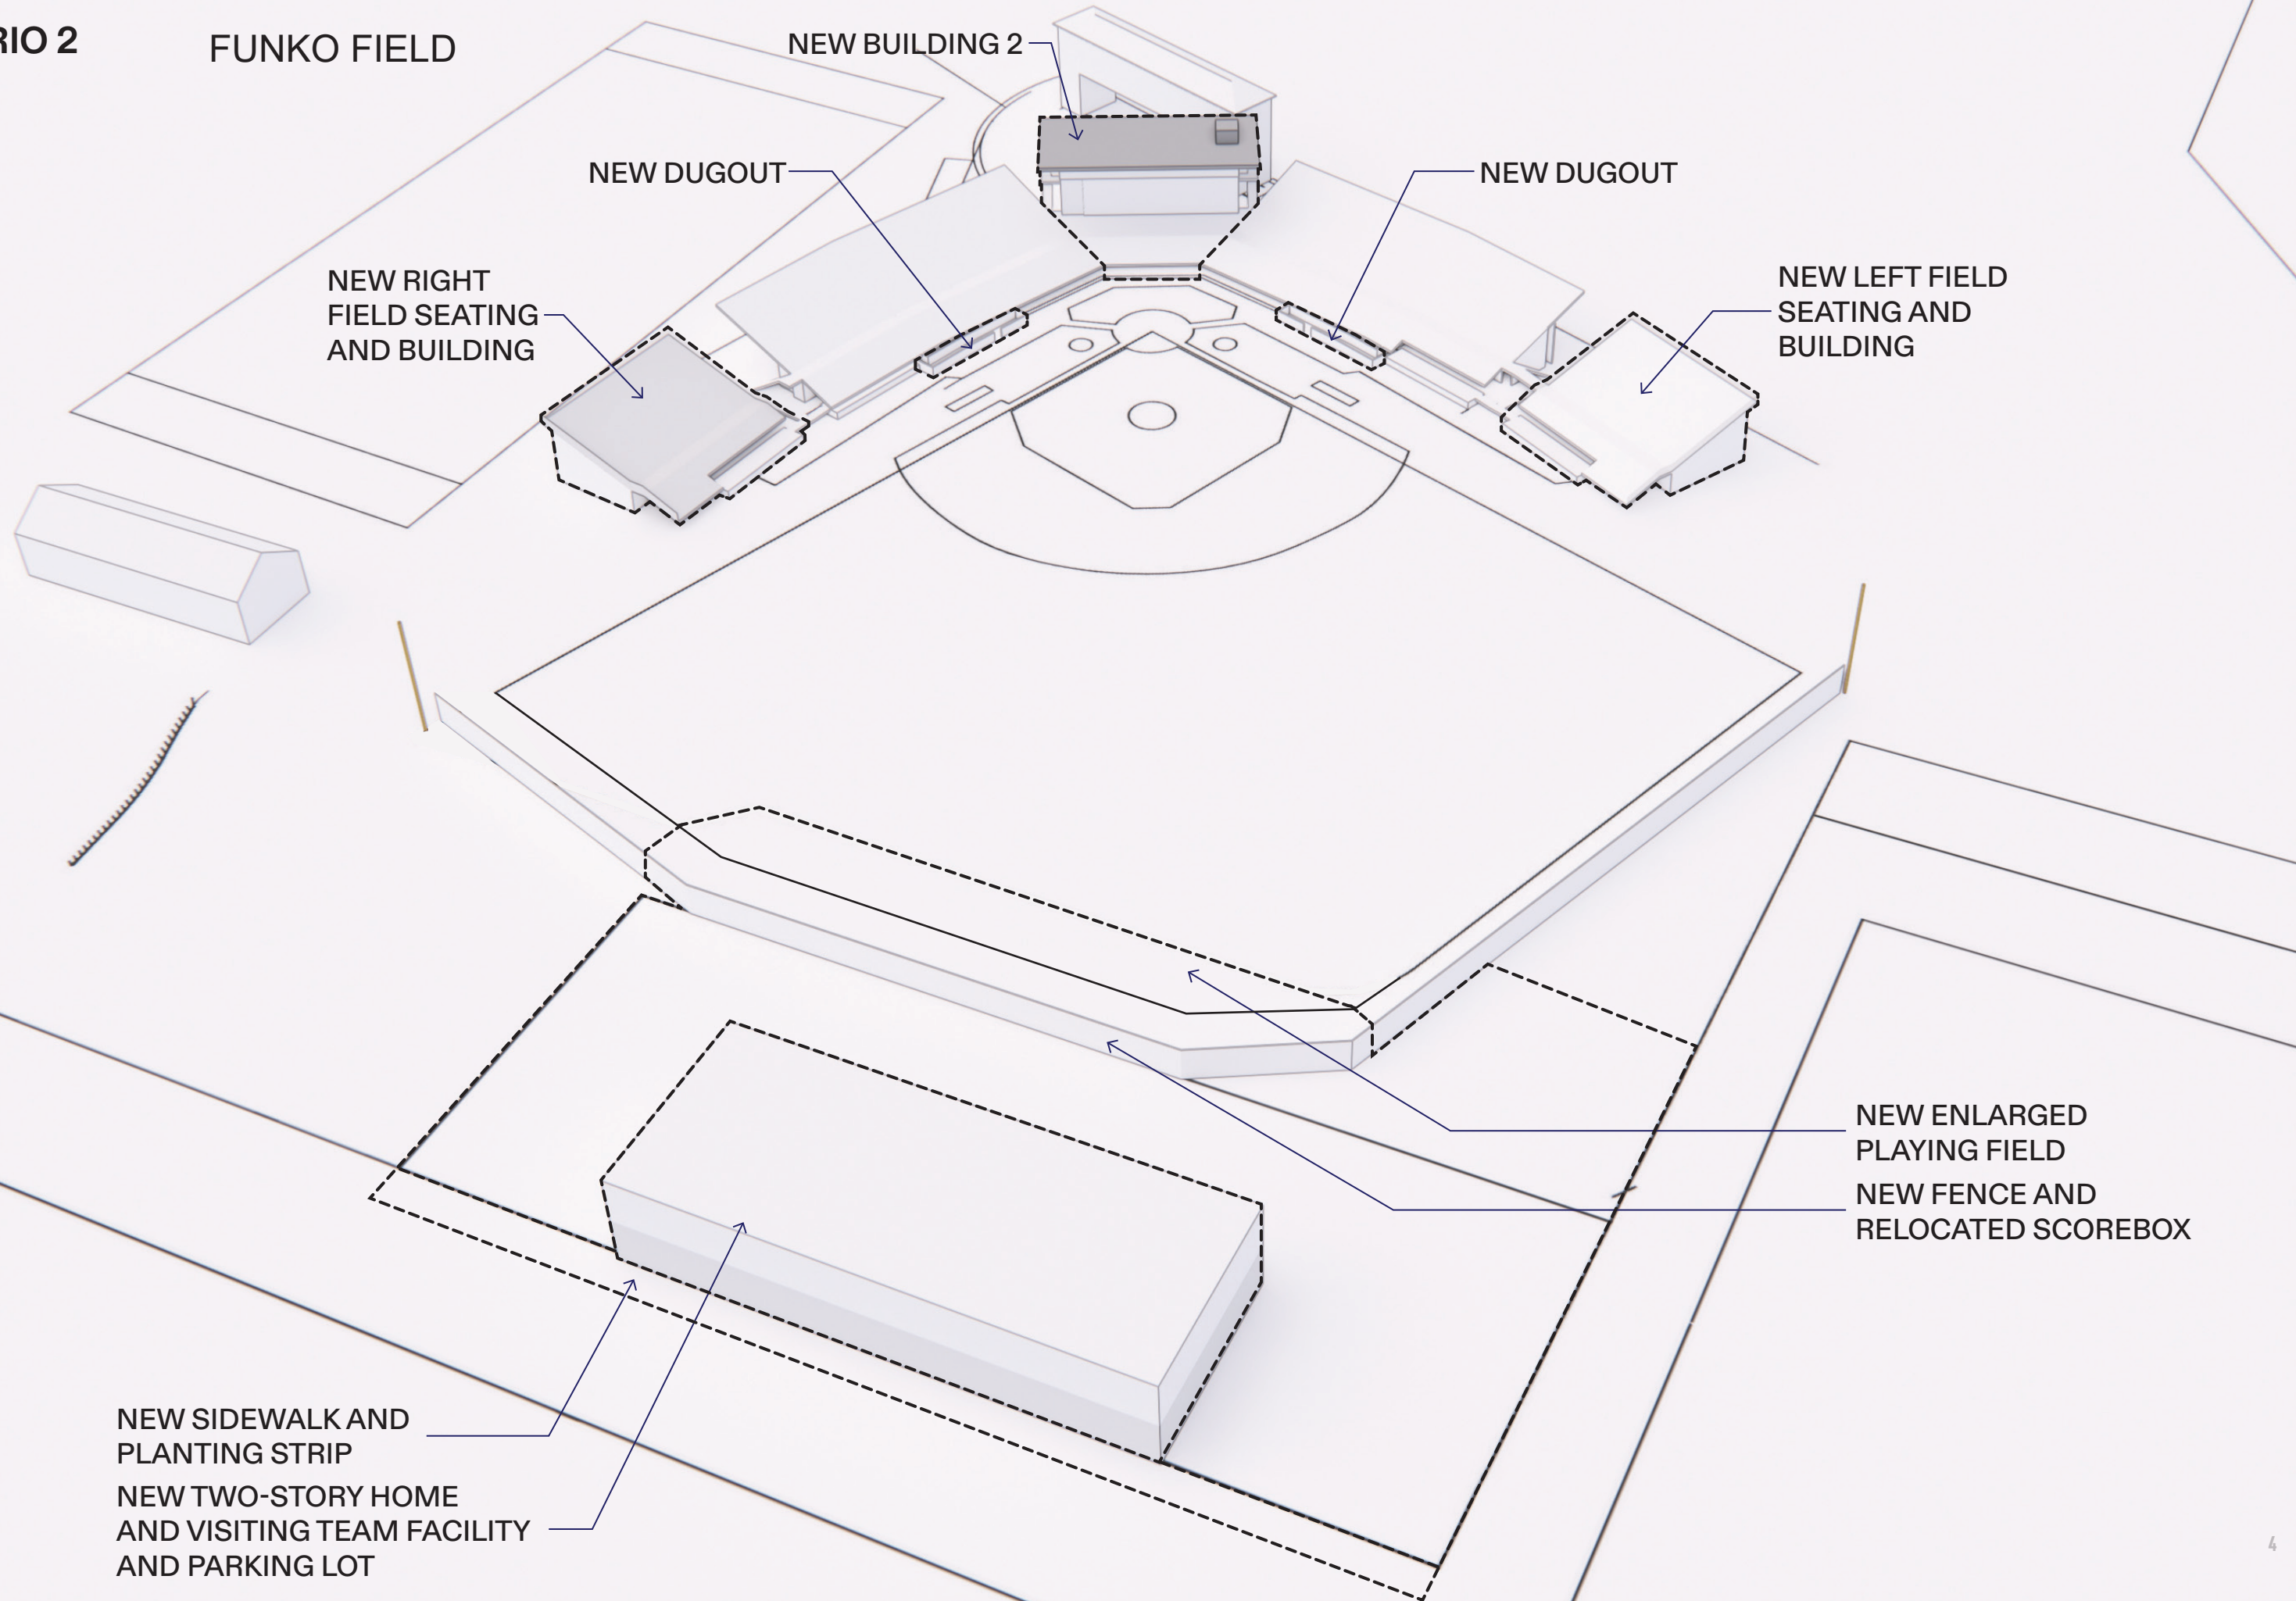 RIO 2
FUNKO FIELD
NEW BUILDING 2
NEW DUGOUT
NEW DUGOUT
NEW RIGHT
FIELD SEATING
AND BUILDING
NEW LEFT FIELD
SEATING AND
BUILDING
NEW ENLARGED
PLAYING FIELD
NEW FENCE AND
RELOCATED SCOREBOX
NEW SIDEWALK AND
PLANTING STRIP
NEW TWO-STORY HOME
AND VISITING TEAM FACILITY
AND PARKING LOT
4